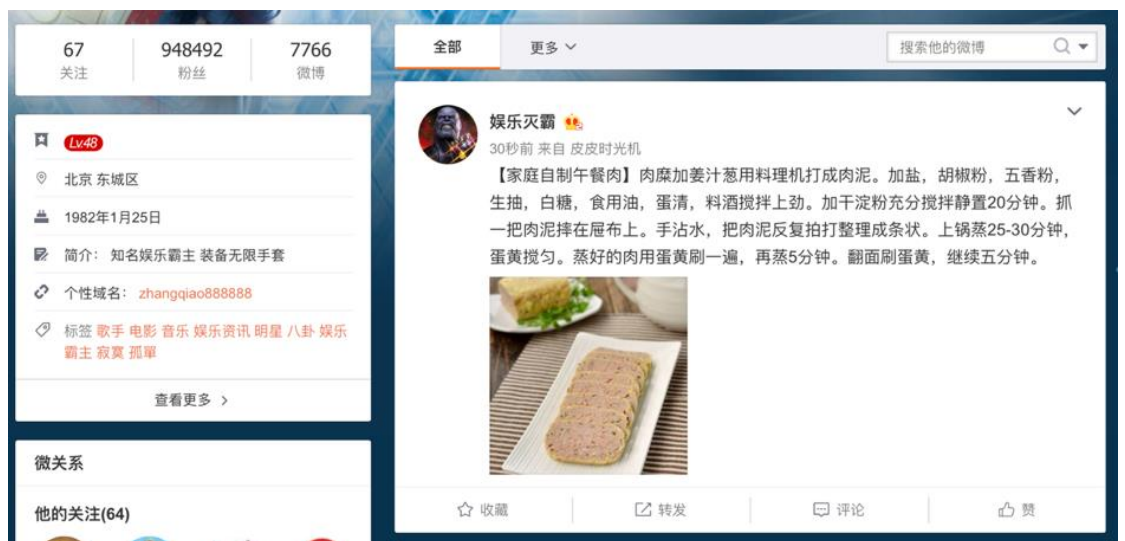 67 948492 7766
关注 粉丝 微博
Lv.48
北京 东城区
1982年1月25日
简介： 知名娱乐霸主 装备无限手套
个性域名： zhangqiao888888
标签 歌手 电影 音乐 娱乐资讯 明星 八卦 娱乐
霸主 寂寞 孤單
查看更多 >
微关系
他的关注(64)
全部 更多
搜索他的微博
娱乐灭霸
30秒前 来自 皮皮时光机
【家庭自制午餐肉】肉糜加姜汁葱用料理机打成肉泥。加盐，胡椒粉，五香粉，
生抽，白糖，食用油，蛋清，料酒搅拌上劲。加干淀粉充分搅拌静置20分钟。抓
一把肉泥摔在屉布上。手沾水，把肉泥反复拍打整理成条状。上锅蒸25-30分钟，
蛋黄搅匀。蒸好的肉用蛋黄刷一遍，再蒸5分钟。翻面刷蛋黄，继续五分钟。
收藏 转发 评论 赞